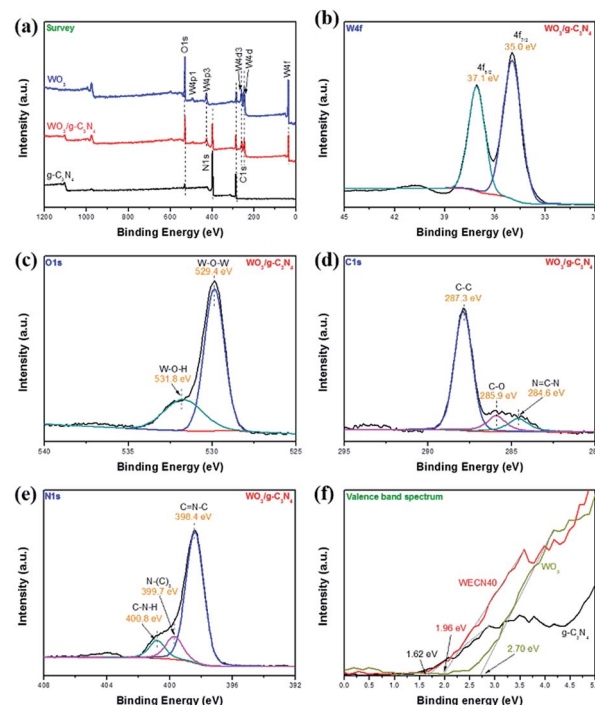 (a)
Survey
O1s
W4p1
W4p3
W4d3
W4d
W4f
WO3
WO3/g-C3N4
g-C3N4
N1s
C1s
Intensity (a.u.)
1200 1000 800 600 400 200 0
Binding Energy (eV)
(b)
W4f
WO3/g-C3N4
4f7/2
35.0 eV
4f5/2
37.1 eV
Intensity (a.u.)
45 42 39 36 33
Binding Energy (eV)
(c)
O1s
WO3/g-C3N4
W-O-W
529.4 eV
W-O-H
531.8 eV
Intensity (a.u.)
540 535 530 525
Binding Energy (eV)
(d)
C1s
WO3/g-C3N4
C-C
287.3 eV
C-O
285.9 eV
N=C-N
284.6 eV
Intensity (a.u.)
295 290 285
Binding Energy (eV)
(e)
N1s
WO3/g-C3N4
C=N-C
398.4 eV
N-(C)3
399.7 eV
C-N-H
400.8 eV
Intensity (a.u.)
408 404 400 396 392
Binding Energy (eV)
(f)
Valence band spectrum
WECN40
WO3
g-C3N4
1.62 eV
1.96 eV
2.70 eV
Intensity (a.u.)
0.0 0.5 1.0 1.5 2.0 2.5 3.0 3.5 4.0 4.5 5.0
Binding energy (eV)